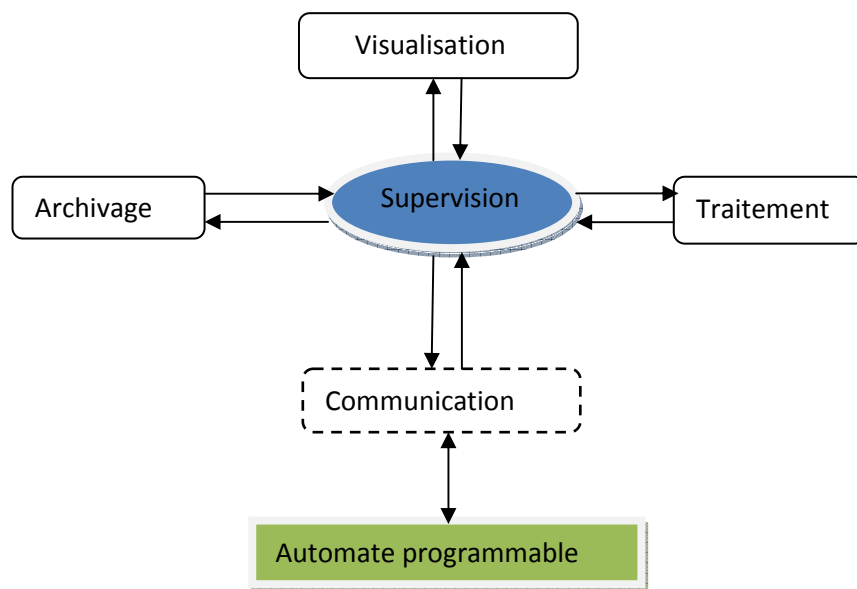 Visualisation
Archivage
Supervision
Traitement
Communication
Automate programmable